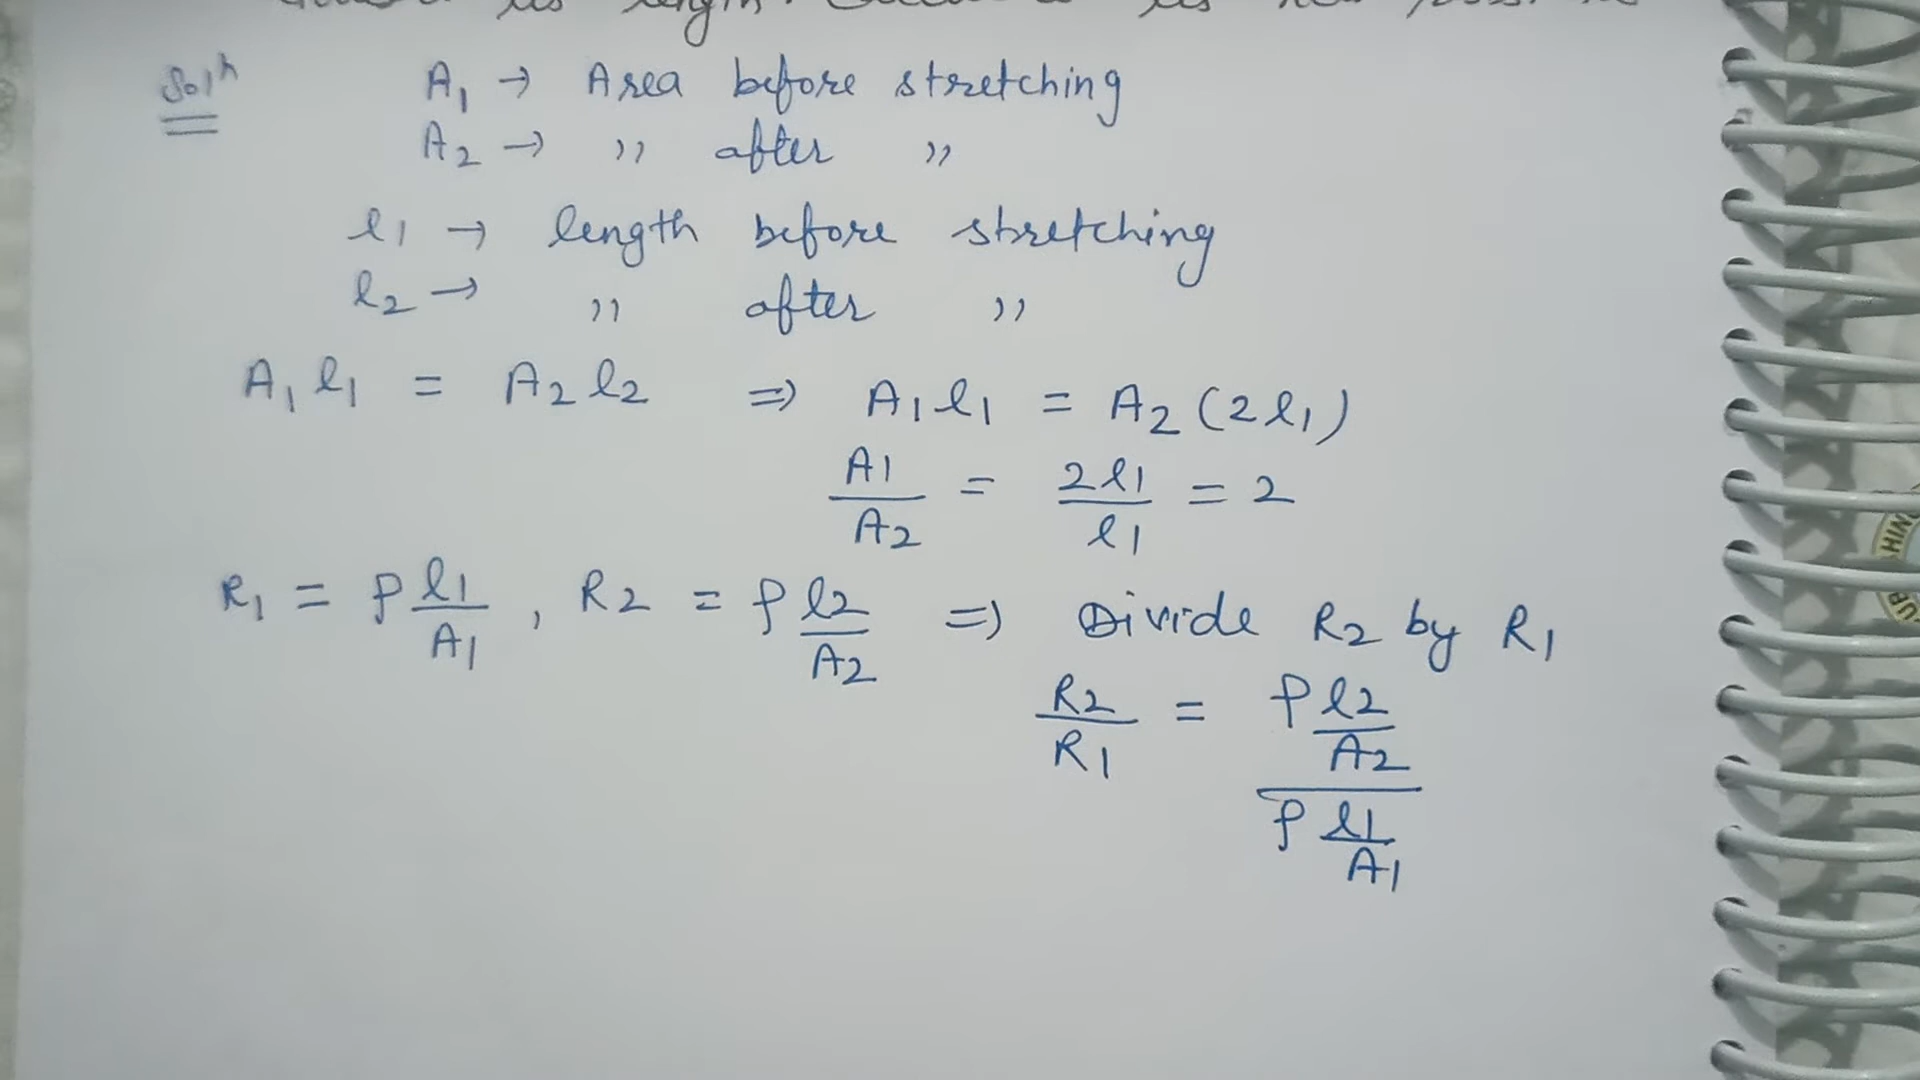 its length.
Solⁿ A₁ → Area before stretching
A₂ → ,, after ,,
l₁ → length before stretching
l₂ → ,, after ,,
A₁l₁ = A₂l₂ ⇒ A₁l₁ = A₂(2l₁)
A₁/A₂ = 2l₁/l₁ = 2
R₁ = ρ l₁/A₁ , R₂ = ρ l₂/A₂ ⇒ Divide R₂ by R₁
R₂/R₁ = (ρ l₂/A₂)/(ρ l₁/A₁)